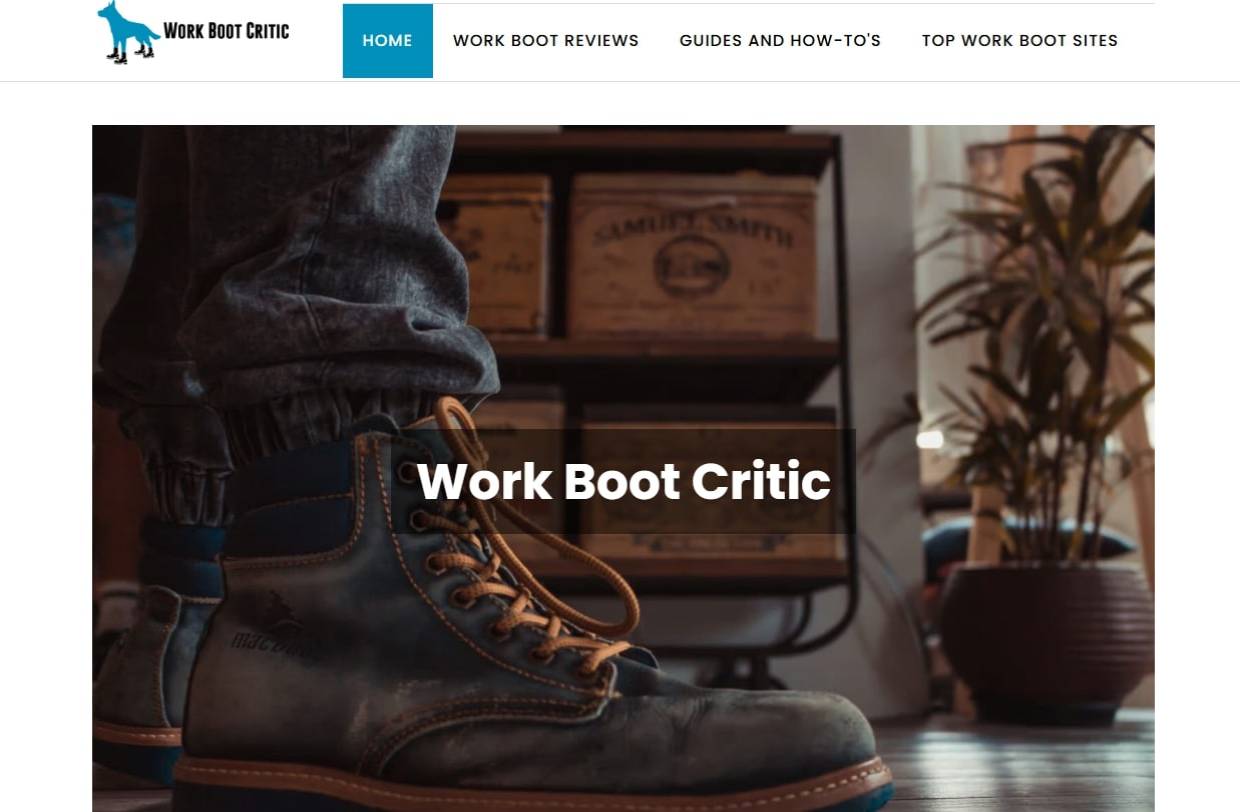 Work Boot Critic
HOME
WORK BOOT REVIEWS
GUIDES AND HOW-TO'S
TOP WORK BOOT SITES
SAMUEL SMITH
Work Boot Critic